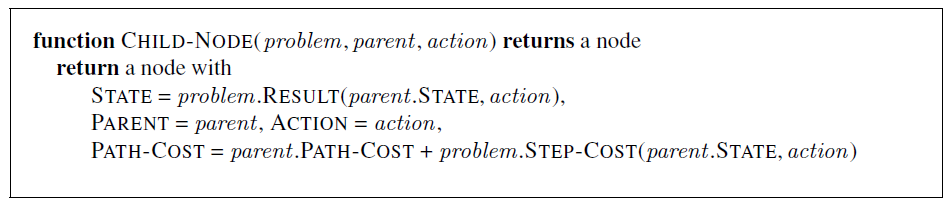 function CHILD-NODE(problem, parent, action) returns a node
return a node with
STATE = problem.RESULT(parent.STATE, action),
PARENT = parent, ACTION = action,
PATH-COST = parent.PATH-COST + problem.STEP-COST(parent.STATE, action)